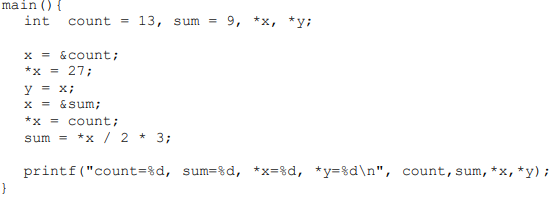 main(){
int count = 13, sum = 9, *x, *y;
x = &count;
*x = 27;
y = x;
x = &sum;
*x = count;
sum = *x / 2 * 3;
printf("count=%d, sum=%d, *x=%d, *y=%d\n", count,sum,*x,*y);
}